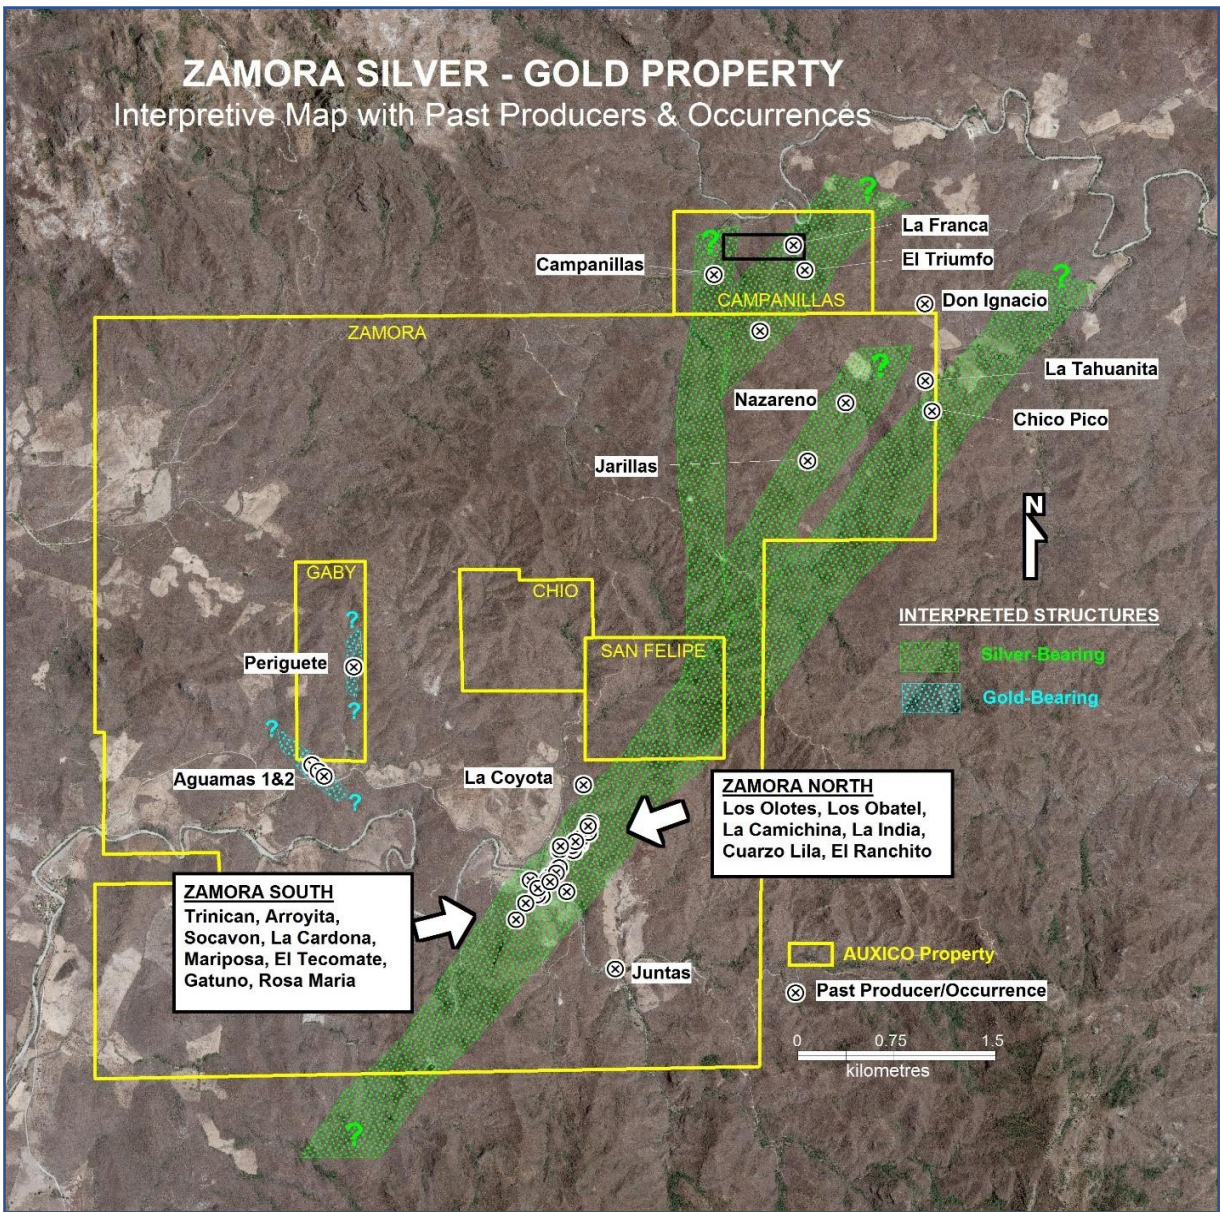 ZAMORA SILVER - GOLD PROPERTY
Interpretive Map with Past Producers & Occurrences
?
La Franca
?
Campanillas
El Triumfo
?
CAMPANILLAS
Don Ignacio
ZAMORA
?
La Tahuanita
Nazareno
Chico Pico
Jarillas
N
GABY
CHIO
?
INTERPRETED STRUCTURES
SAN FELIPE
Silver-Bearing
Periguete
Gold-Bearing
?
?
Aguamas 1&2
La Coyota
?
ZAMORA NORTH
Los Olotes, Los Obatel,
La Camichina, La India,
Cuarzo Lila, El Ranchito
ZAMORA SOUTH
Trinican, Arroyita,
Socavon, La Cardona,
Mariposa, El Tecomate,
Gatuno, Rosa Maria
AUXICO Property
Juntas
Past Producer/Occurrence
0 0.75 1.5
kilometres
?